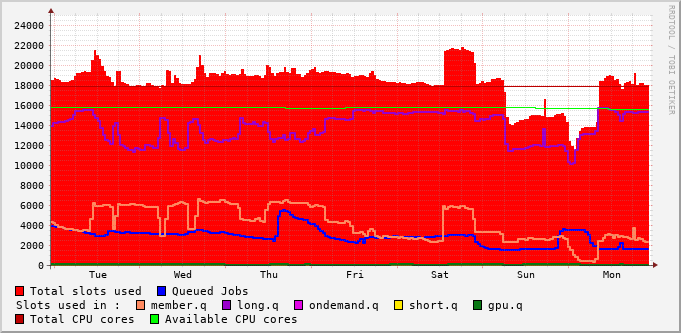 RRDTOOL / TOBI OETIKER
24000
22000
20000
18000
16000
14000
12000
10000
8000
6000
4000
2000
0
Tue Wed Thu Fri Sat Sun Mon
Total slots used Queued Jobs
Slots used in : member.q long.q ondemand.q short.q gpu.q
Total CPU cores Available CPU cores